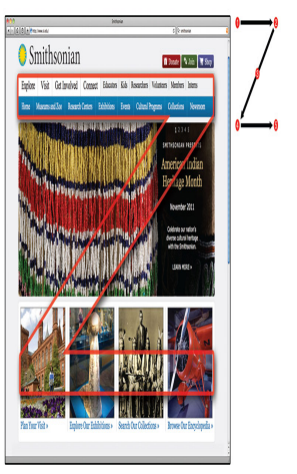 Smithsonian
http://www.si.edu/
Smithsonian
Donate
Join
Shop
Explore Visit Get Involved Connect Educators Kids Researchers Volunteers Members Interns
Home Museums and Zoo Research Centers Exhibitions Events Cultural Programs Collections Newsroom
1 2 3 4 5
SMITHSONIAN PRESENTS
American Indian
Heritage Month
November 2011
Celebrate our nation's
diverse cultural heritage
with the Smithsonian.
LEARN MORE »
Plan Your Visit » Explore Our Exhibitions » Search Our Collections » Browse Our Encyclopedia »